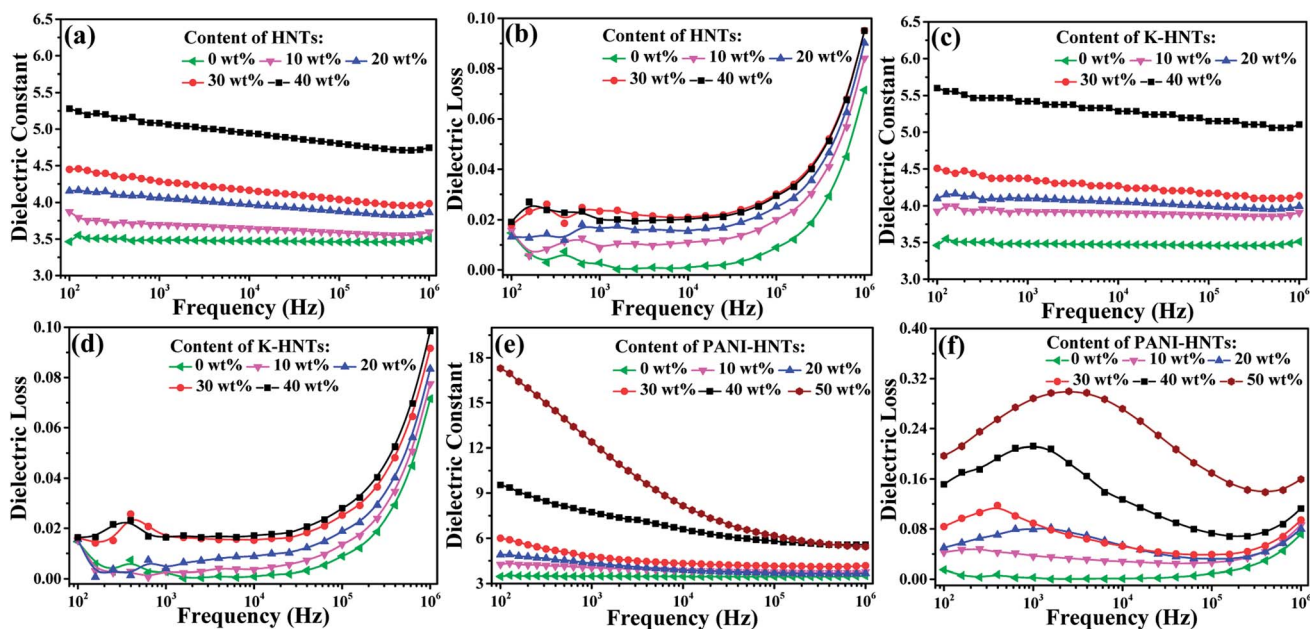 (a)
Content of HNTs:
0 wt% 10 wt% 20 wt%
30 wt% 40 wt%
Dielectric Constant
6.5
6.0
5.5
5.0
4.5
4.0
3.5
3.0
10² 10³ 10⁴ 10⁵ 10⁶
Frequency (Hz)
(b)
Content of HNTs:
0 wt% 10 wt% 20 wt%
30 wt% 40 wt%
Dielectric Loss
0.10
0.08
0.06
0.04
0.02
0.00
10² 10³ 10⁴ 10⁵ 10⁶
Frequency (Hz)
(c)
Content of K-HNTs:
0 wt% 10 wt% 20 wt%
30 wt% 40 wt%
Dielectric Constant
6.5
6.0
5.5
5.0
4.5
4.0
3.5
3.0
10² 10³ 10⁴ 10⁵ 10⁶
Frequency (Hz)
(d)
Content of K-HNTs:
0 wt% 10 wt% 20 wt%
30 wt% 40 wt%
Dielectric Loss
0.10
0.08
0.06
0.04
0.02
0.00
10² 10³ 10⁴ 10⁵ 10⁶
Frequency (Hz)
(e)
Content of PANI-HNTs:
0 wt% 10 wt% 20 wt%
30 wt% 40 wt% 50 wt%
Dielectric Constant
18
15
12
9
6
3
10² 10³ 10⁴ 10⁵ 10⁶
Frequency (Hz)
(f)
Content of PANI-HNTs:
0 wt% 10 wt% 20 wt%
30 wt% 40 wt% 50 wt%
Dielectric Loss
0.40
0.32
0.24
0.16
0.08
0.00
10² 10³ 10⁴ 10⁵ 10⁶
Frequency (Hz)